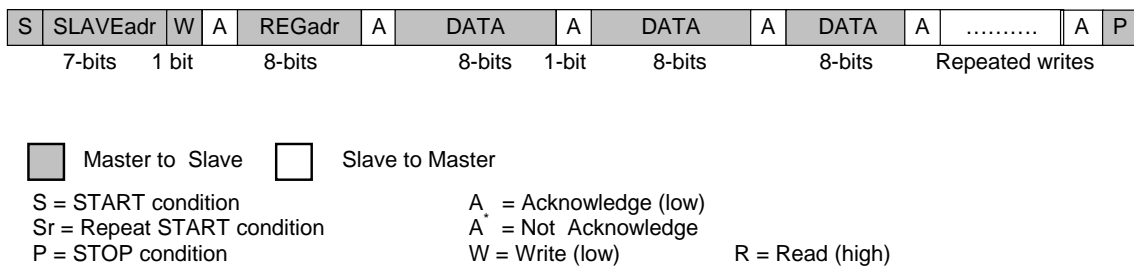 S SLAVEadr W A REGadr A DATA A DATA A DATA A ………. A P
7-bits 1 bit 8-bits 8-bits 1-bit 8-bits 8-bits Repeated writes
Master to Slave Slave to Master
S = START condition A = Acknowledge (low)
Sr = Repeat START condition A* = Not Acknowledge
P = STOP condition W = Write (low) R = Read (high)